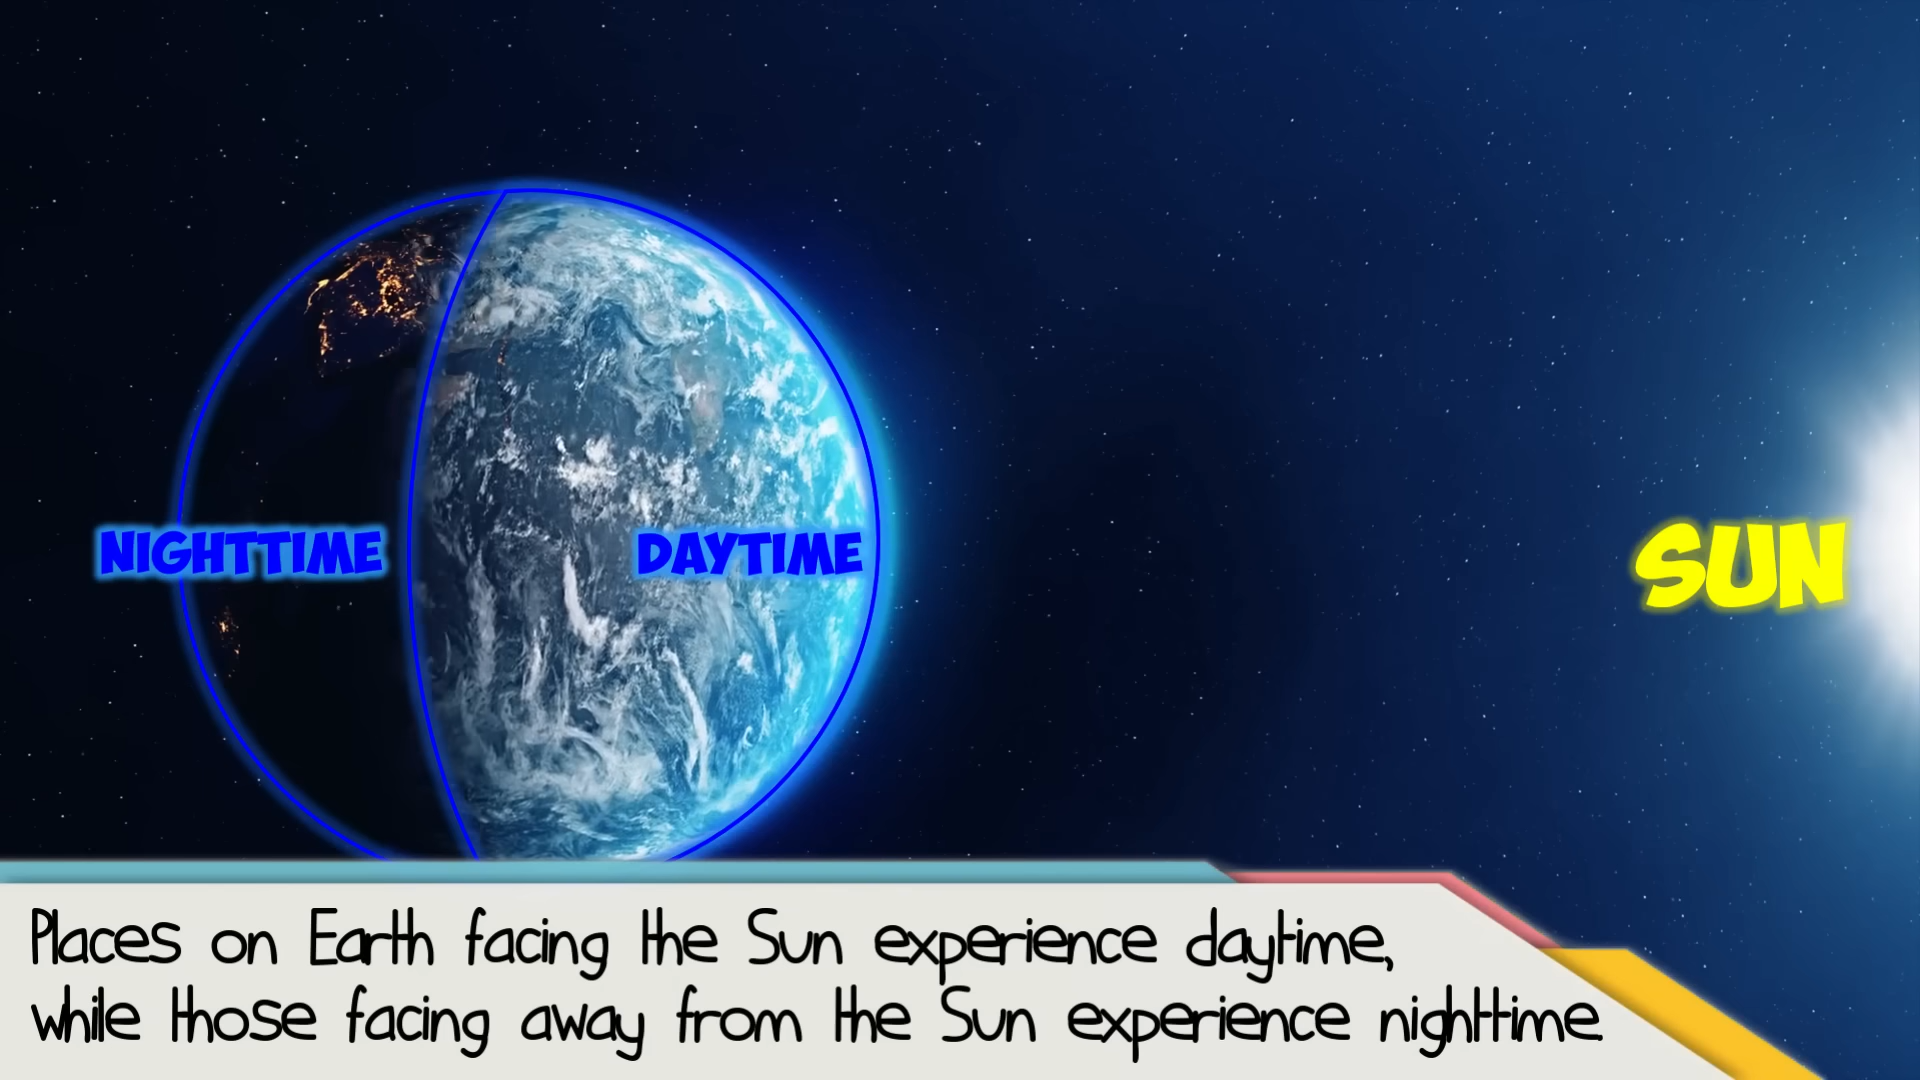 NIGHTTIME
DAYTIME
SUN
Places on Earth facing the Sun experience daytime,
while those facing away from the Sun experience nighttime.